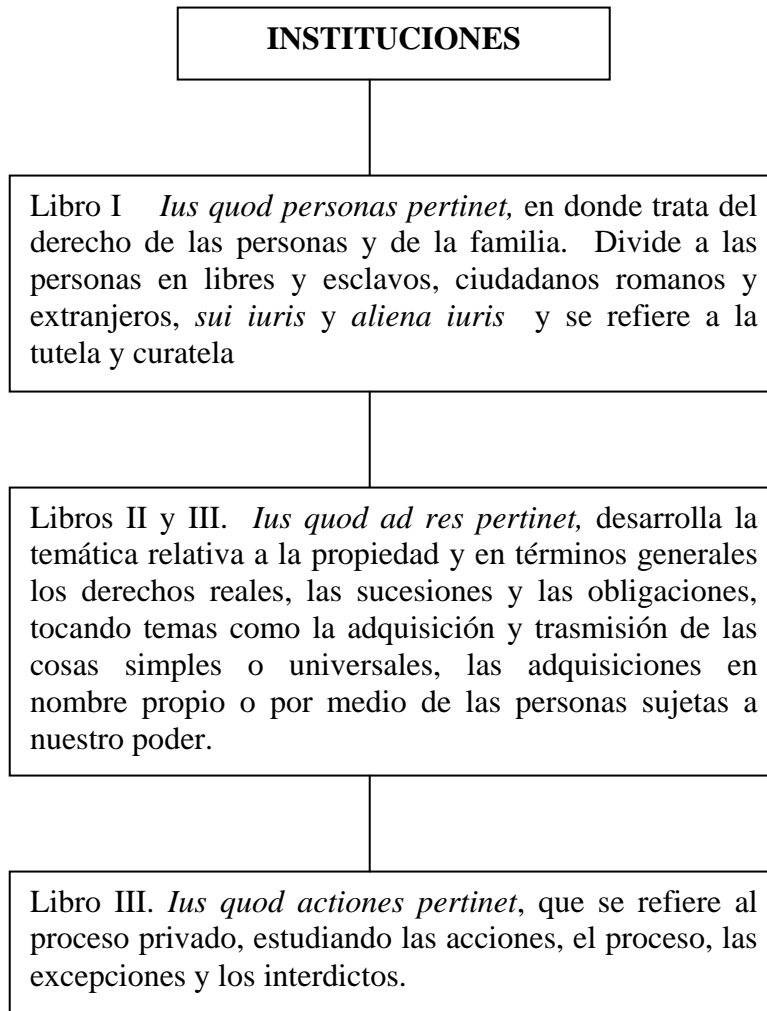 INSTITUCIONES
Libro I Ius quod personas pertinet, en donde trata del
derecho de las personas y de la familia. Divide a las
personas en libres y esclavos, ciudadanos romanos y
extranjeros, sui iuris y aliena iuris y se refiere a la
tutela y curatela
Libros II y III. Ius quod ad res pertinet, desarrolla la
temática relativa a la propiedad y en términos generales
los derechos reales, las sucesiones y las obligaciones,
tocando temas como la adquisición y trasmisión de las
cosas simples o universales, las adquisiciones en
nombre propio o por medio de las personas sujetas a
nuestro poder.
Libro III. Ius quod actiones pertinet, que se refiere al
proceso privado, estudiando las acciones, el proceso, las
excepciones y los interdictos.